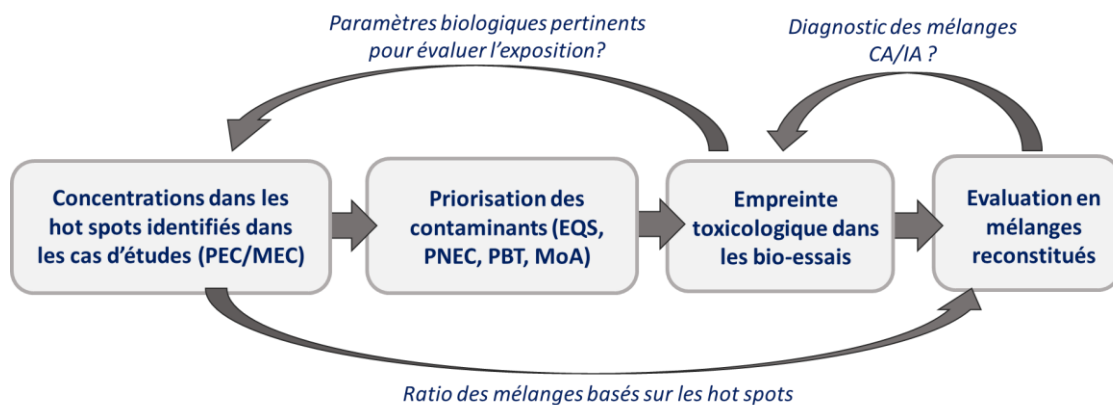 Paramètres biologiques pertinents
pour évaluer l’exposition?
Diagnostic des mélanges
CA/IA ?
Concentrations dans les
hot spots identifiés dans
les cas d’études (PEC/MEC)
Priorisation des
contaminants (EQS,
PNEC, PBT, MoA)
Empreinte
toxicologique dans
les bio-essais
Evaluation en
mélanges
reconstitués
Ratio des mélanges basés sur les hot spots